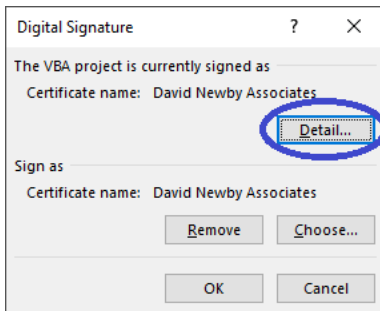 Digital Signature ? X
The VBA project is currently signed as
Certificate name: David Newby Associates
Detail...
Sign as
Certificate name: David Newby Associates
Remove Choose...
OK Cancel